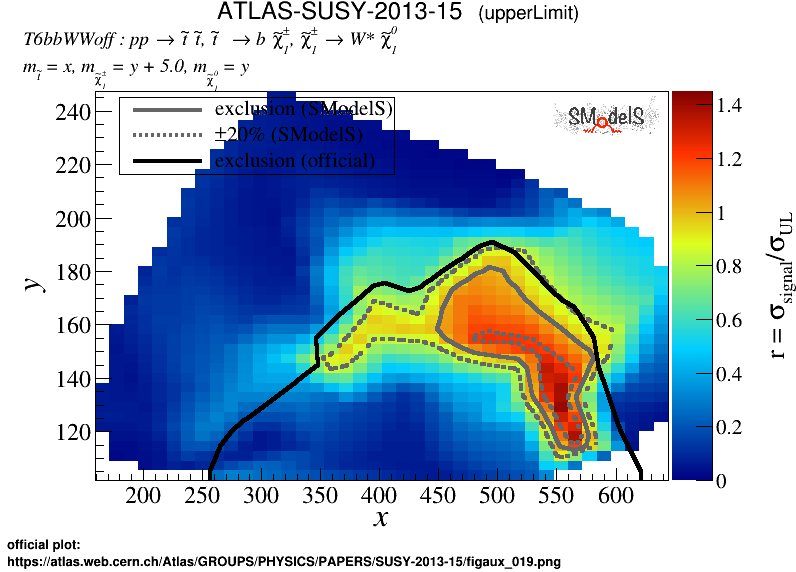 ATLAS-SUSY-2013-15 (upperLimit)
T6bbWWoff : pp → t̃ t̃, t̃ → b χ̃₁±, χ̃₁± → W* χ̃₁⁰
m_t̃ = x, m_χ̃₁± = y + 5.0, m_χ̃₁⁰ = y
exclusion (SModelS)
±20% (SModelS)
exclusion (official)
SModelS
240
220
200
180
160
140
120
y
200 250 300 350 400 450 500 550 600
x
1.4
1.2
1
0.8
0.6
0.4
0.2
0
r = σsignal/σUL
official plot:
https://atlas.web.cern.ch/Atlas/GROUPS/PHYSICS/PAPERS/SUSY-2013-15/figaux_019.png